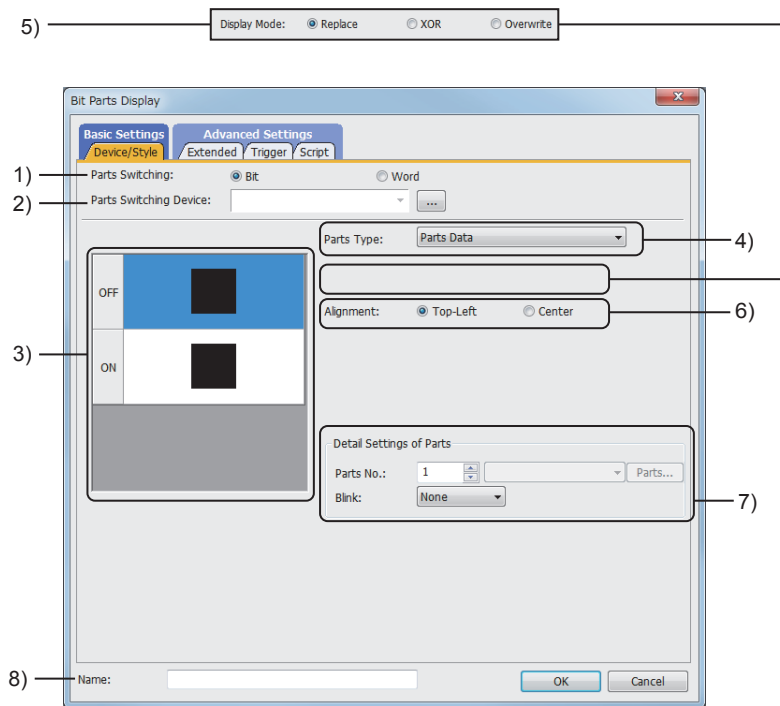 5) Display Mode: Replace XOR Overwrite
Bit Parts Display
Basic Settings Advanced Settings
Device/Style Extended Trigger Script
1) Parts Switching: Bit Word
2) Parts Switching Device: ...
Parts Type: Parts Data 4)
OFF
Alignment: Top-Left Center 6)
3) ON
Detail Settings of Parts
Parts No.: 1 Parts...
Blink: None 7)
8) Name: OK Cancel